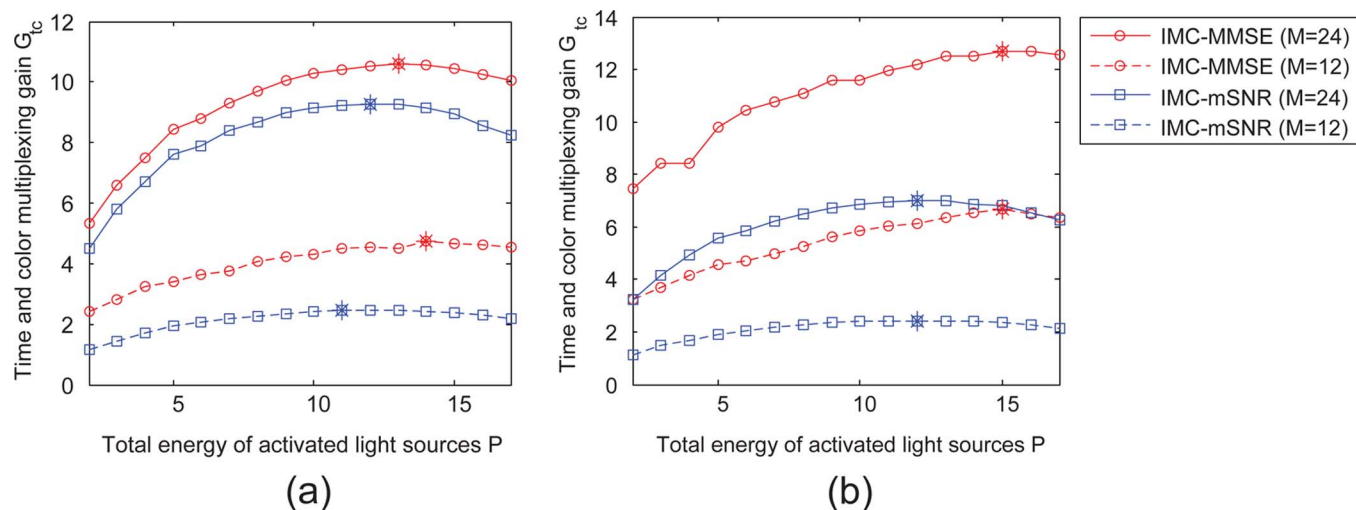 Time and color multiplexing gain Gtc
12
10
8
6
4
2
0
5
10
15
Total energy of activated light sources P
(a)
Time and color multiplexing gain Gtc
14
12
10
8
6
4
2
0
5
10
15
Total energy of activated light sources P
(b)
IMC-MMSE (M=24)
IMC-MMSE (M=12)
IMC-mSNR (M=24)
IMC-mSNR (M=12)